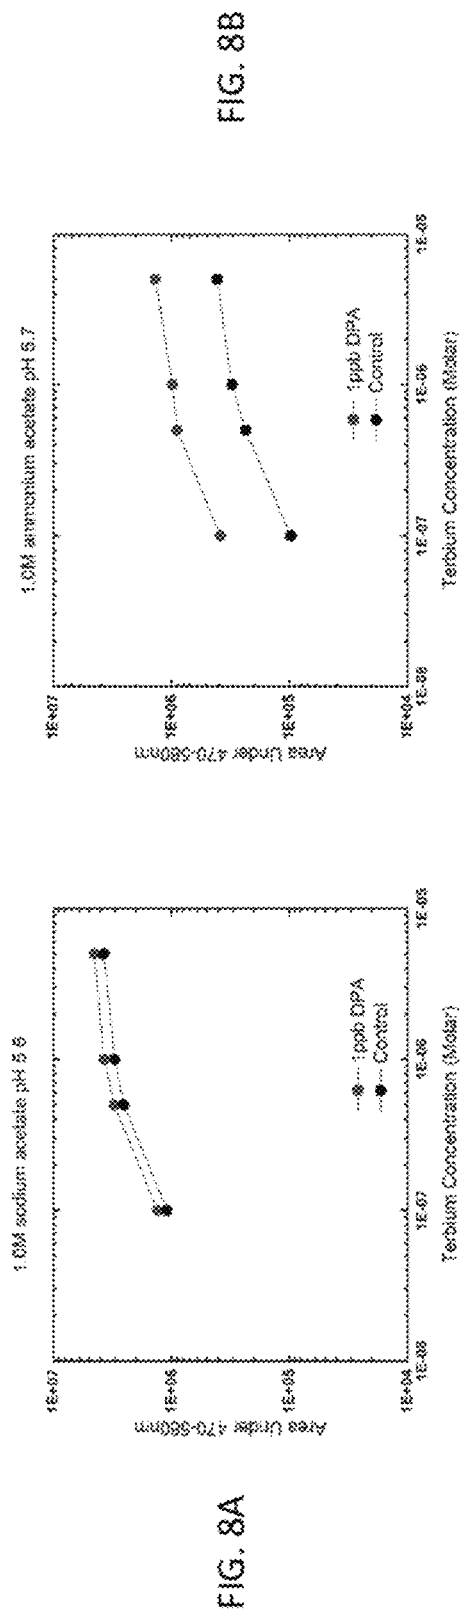 FIG. 8A
1.0M sodium acetate pH 5.6
1E+07
1E+06
1E+05
1E+04
Area Under 470-560nm
1ppb DPA
Control
1E-08
1E-07
1E-06
1E-05
Terbium Concentration (Molar)
FIG. 8B
1.0M ammonium acetate pH 5.7
1E+07
1E+06
1E+05
1E+04
Area Under 470-560nm
1ppb DPA
Control
1E-08
1E-07
1E-06
1E-05
Terbium Concentration (Molar)